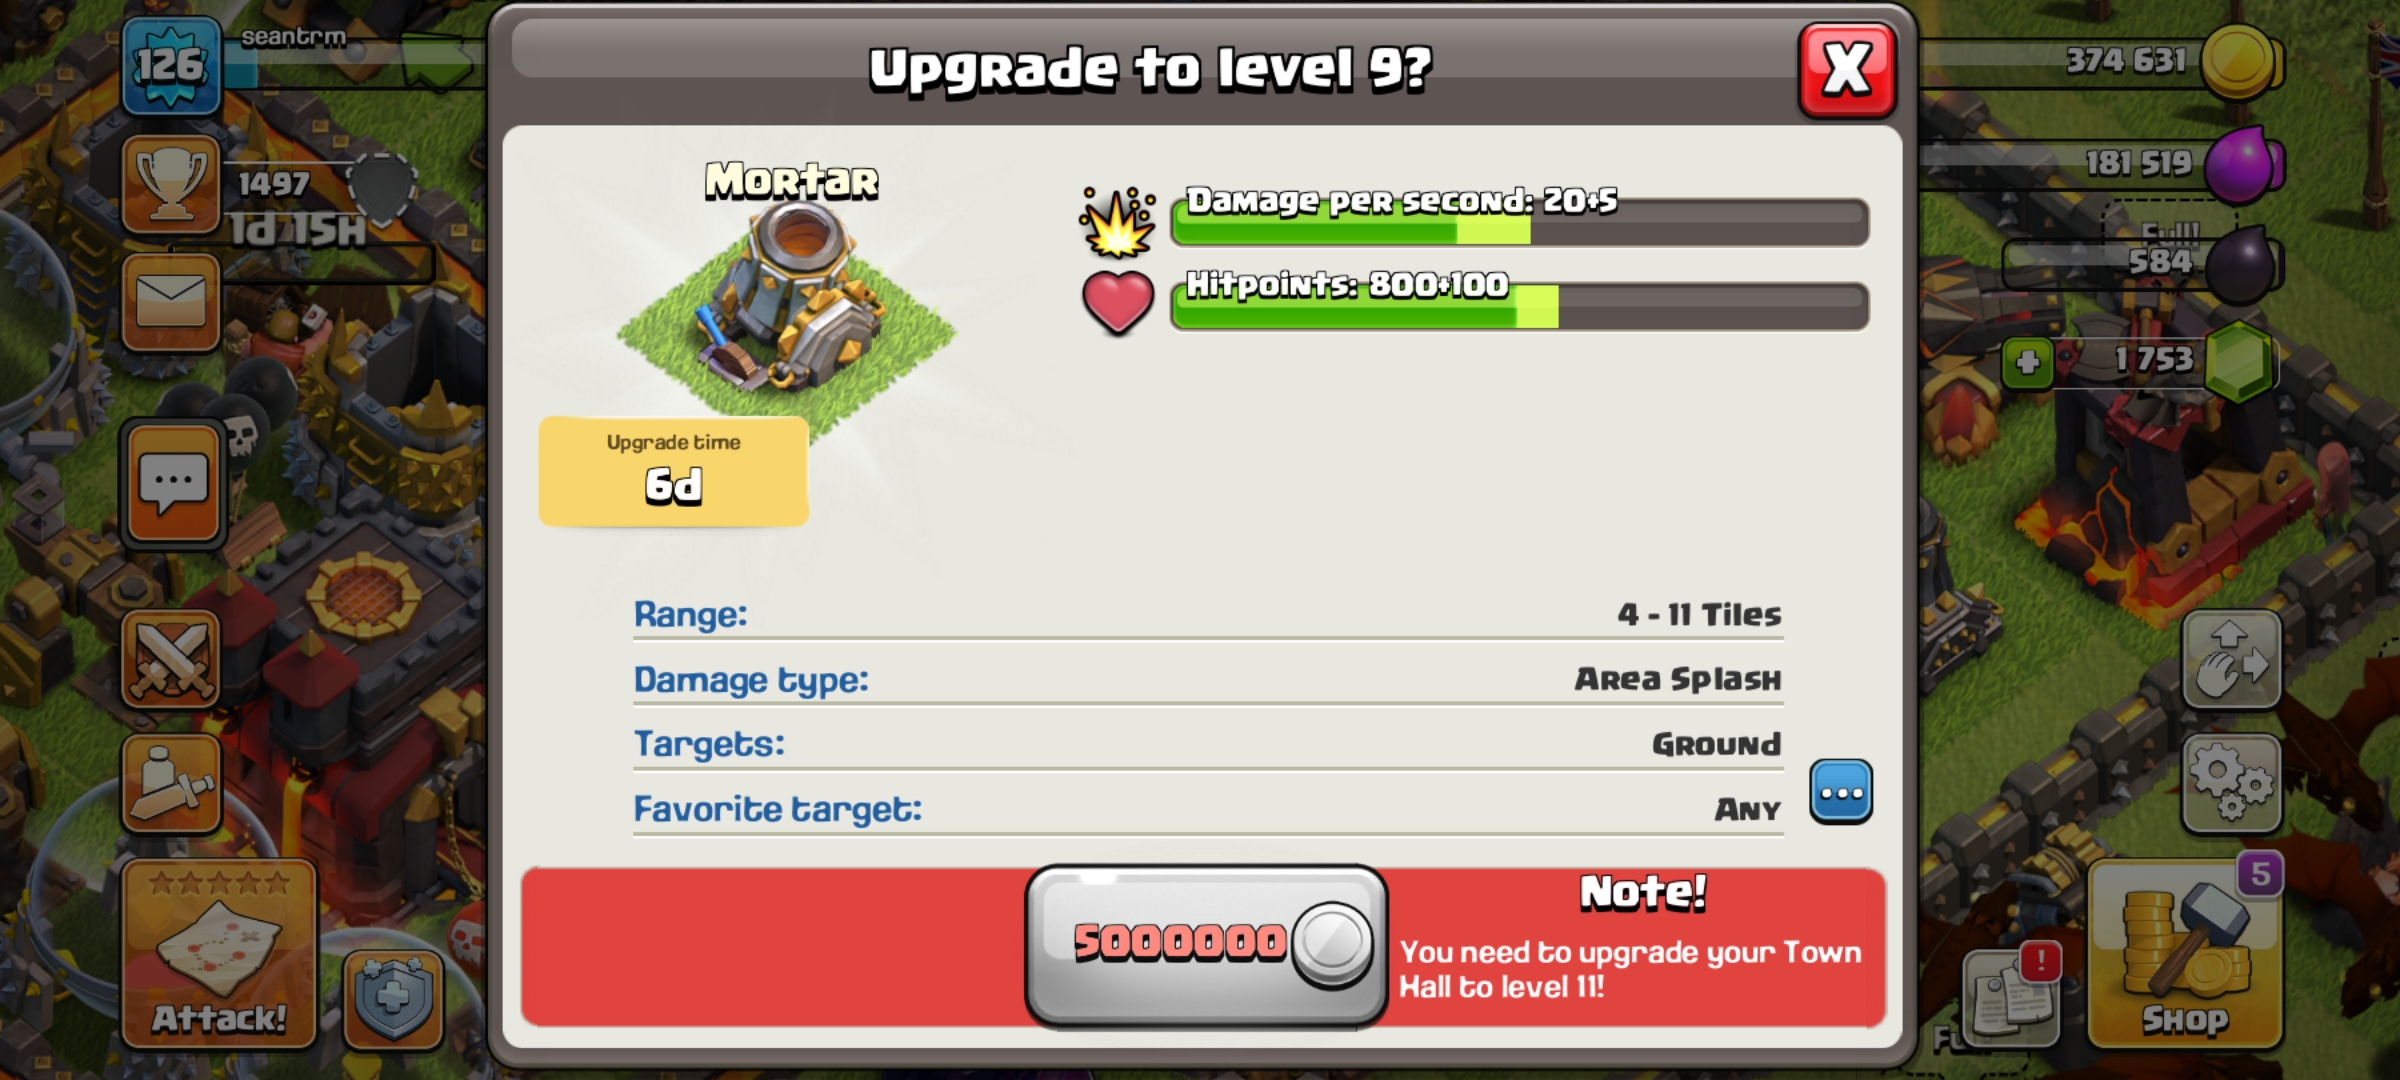 Upgrade to level 9?
126
seantrm
1497
1d 15h
374 631
181 519
Full!
584
1 753
Mortar
Damage per second: 20+5
Hitpoints: 800+100
Upgrade time
6d
Range: 4 - 11 Tiles
Damage type: Area Splash
Targets: Ground
Favorite target: Any
5000000
Note!
You need to upgrade your Town
Hall to level 11!
Attack!
5
!
Shop